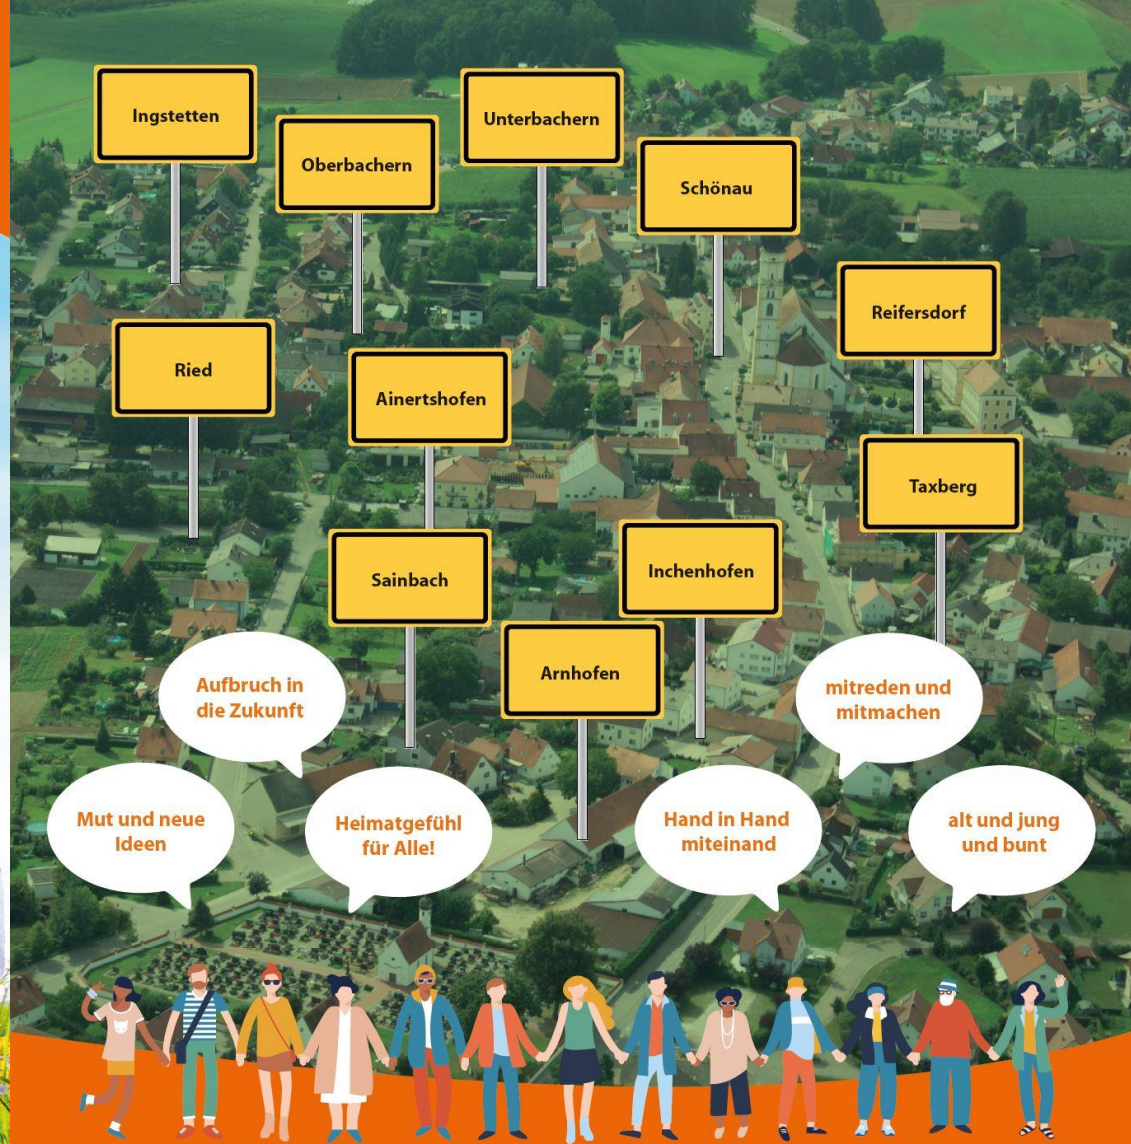 Ingstetten
Unterbachern
Oberbachern
Schönau
Reifersdorf
Ried
Ainertshofen
Taxberg
Inchenhofen
Sainbach
Arnhofen
Aufbruch in
die Zukunft
mitreden und
mitmachen
Mut und neue
Ideen
Heimatgefühl
für Alle!
Hand in Hand
miteinand
alt und jung
und bunt